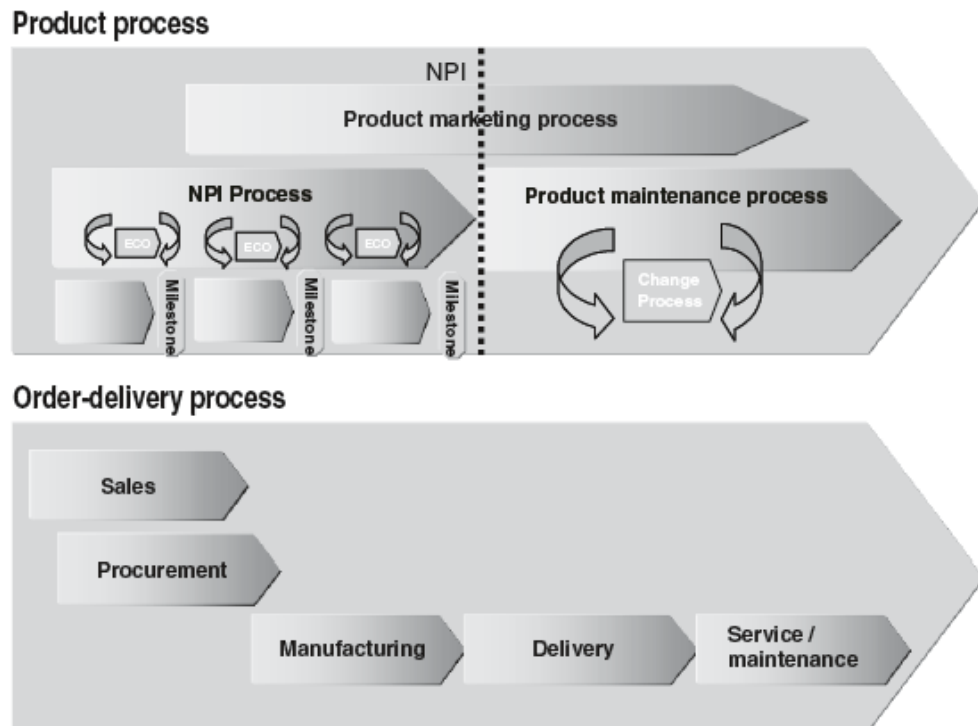 Product process
NPI
Product marketing process
NPI Process
Product maintenance process
ECO
ECO
ECO
Milestone
Milestone
Milestone
Change
Process
Order-delivery process
Sales
Procurement
Manufacturing
Delivery
Service /
maintenance